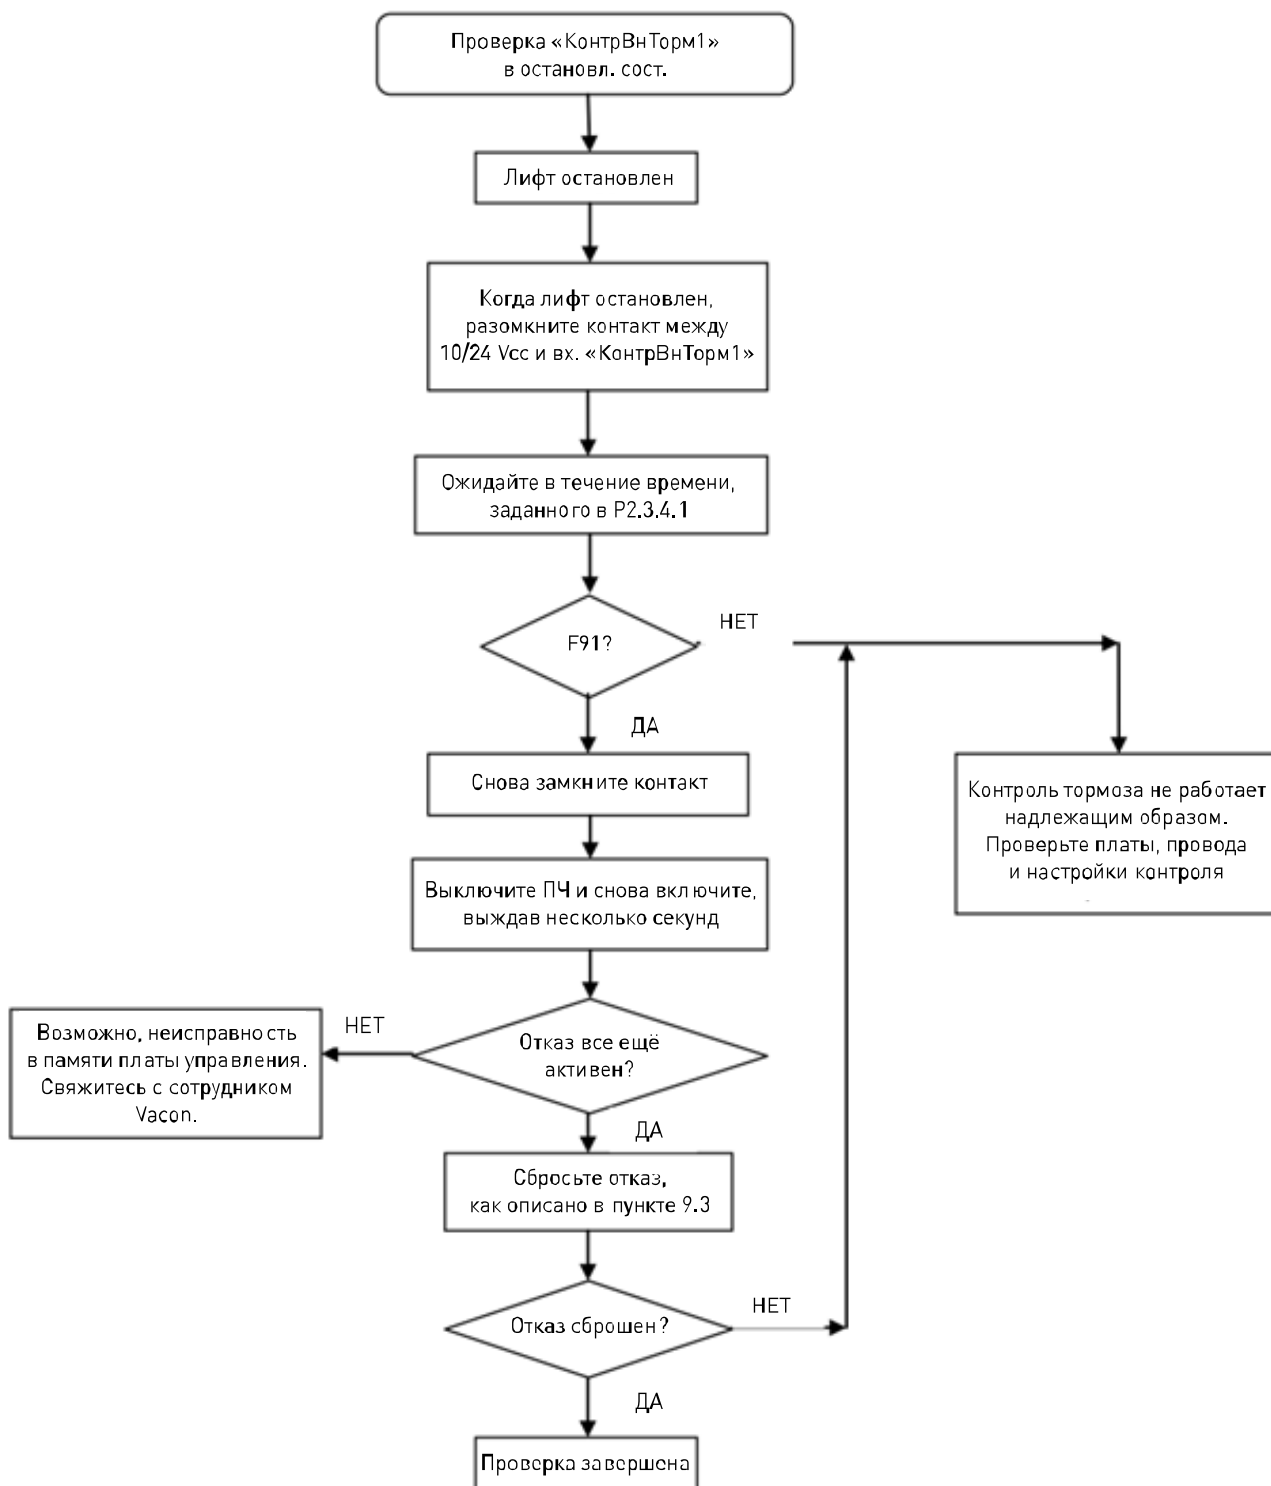 Проверка «КонтрВнТорм1»
в остановл. сост.
Лифт остановлен
Когда лифт остановлен,
разомкните контакт между
10/24 Vcc и вх. «КонтрВнТорм1»
Ожидайте в течение времени,
заданного в P2.3.4.1
F91?
НЕТ
ДА
Снова замкните контакт
Контроль тормоза не работает
надлежащим образом.
Проверьте платы, провода
и настройки контроля
Выключите ПЧ и снова включите,
выждав несколько секунд
Отказ все ещё
активен?
НЕТ
Возможно, неисправность
в памяти платы управления.
Свяжитесь с сотрудником
Vacon.
ДА
Сбросьте отказ,
как описано в пункте 9.3
Отказ сброшен?
НЕТ
ДА
Проверка завершена